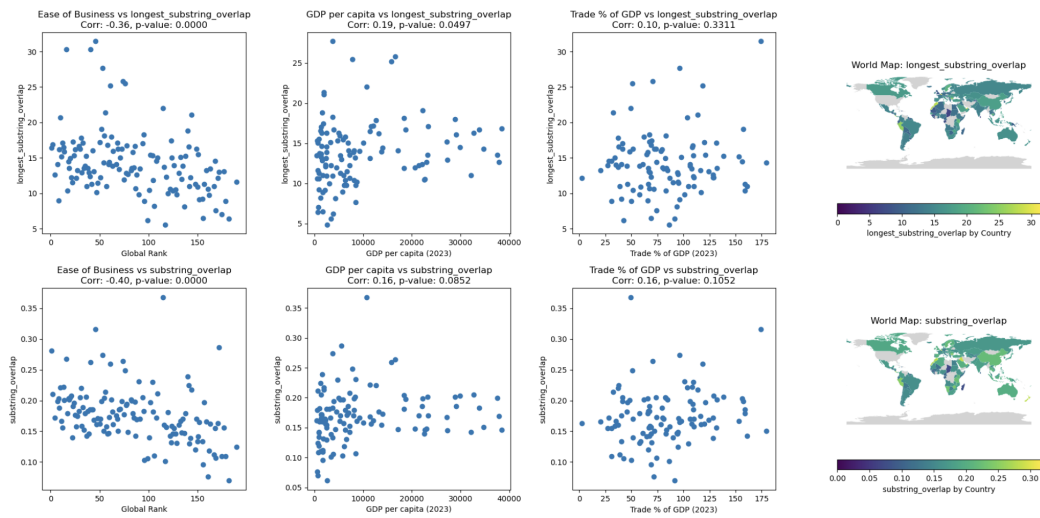 Ease of Business vs longest_substring_overlap
Corr: -0.36, p-value: 0.0000
longest_substring_overlap
30
25
20
15
10
5
0 50 100 150
Global Rank
GDP per capita vs longest_substring_overlap
Corr: 0.19, p-value: 0.0497
longest_substring_overlap
25
20
15
10
5
0 10000 20000 30000 40000
GDP per capita (2023)
Trade % of GDP vs longest_substring_overlap
Corr: 0.10, p-value: 0.3311
longest_substring_overlap
30
25
20
15
10
5
0 25 50 75 100 125 150 175
Trade % of GDP (2023)
World Map: longest_substring_overlap
0 5 10 15 20 25 30
longest_substring_overlap by Country
Ease of Business vs substring_overlap
Corr: -0.40, p-value: 0.0000
substring_overlap
0.35
0.30
0.25
0.20
0.15
0.10
0 50 100 150
Global Rank
GDP per capita vs substring_overlap
Corr: 0.16, p-value: 0.0852
substring_overlap
0.35
0.30
0.25
0.20
0.15
0.10
0.05
0 10000 20000 30000 40000
GDP per capita (2023)
Trade % of GDP vs substring_overlap
Corr: 0.16, p-value: 0.1052
substring_overlap
0.35
0.30
0.25
0.20
0.15
0.10
0 25 50 75 100 125 150 175
Trade % of GDP (2023)
World Map: substring_overlap
0.00 0.05 0.10 0.15 0.20 0.25 0.30
substring_overlap by Country